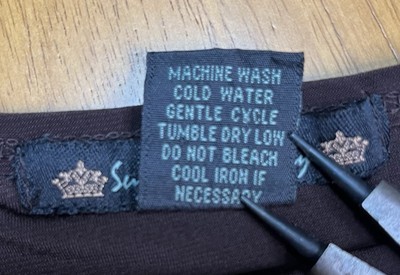 MACHINE WASH
COLD WATER
GENTLE CYCLE
TUMBLE DRY LOW
DO NOT BLEACH
COOL IRON IF
NECESSARY